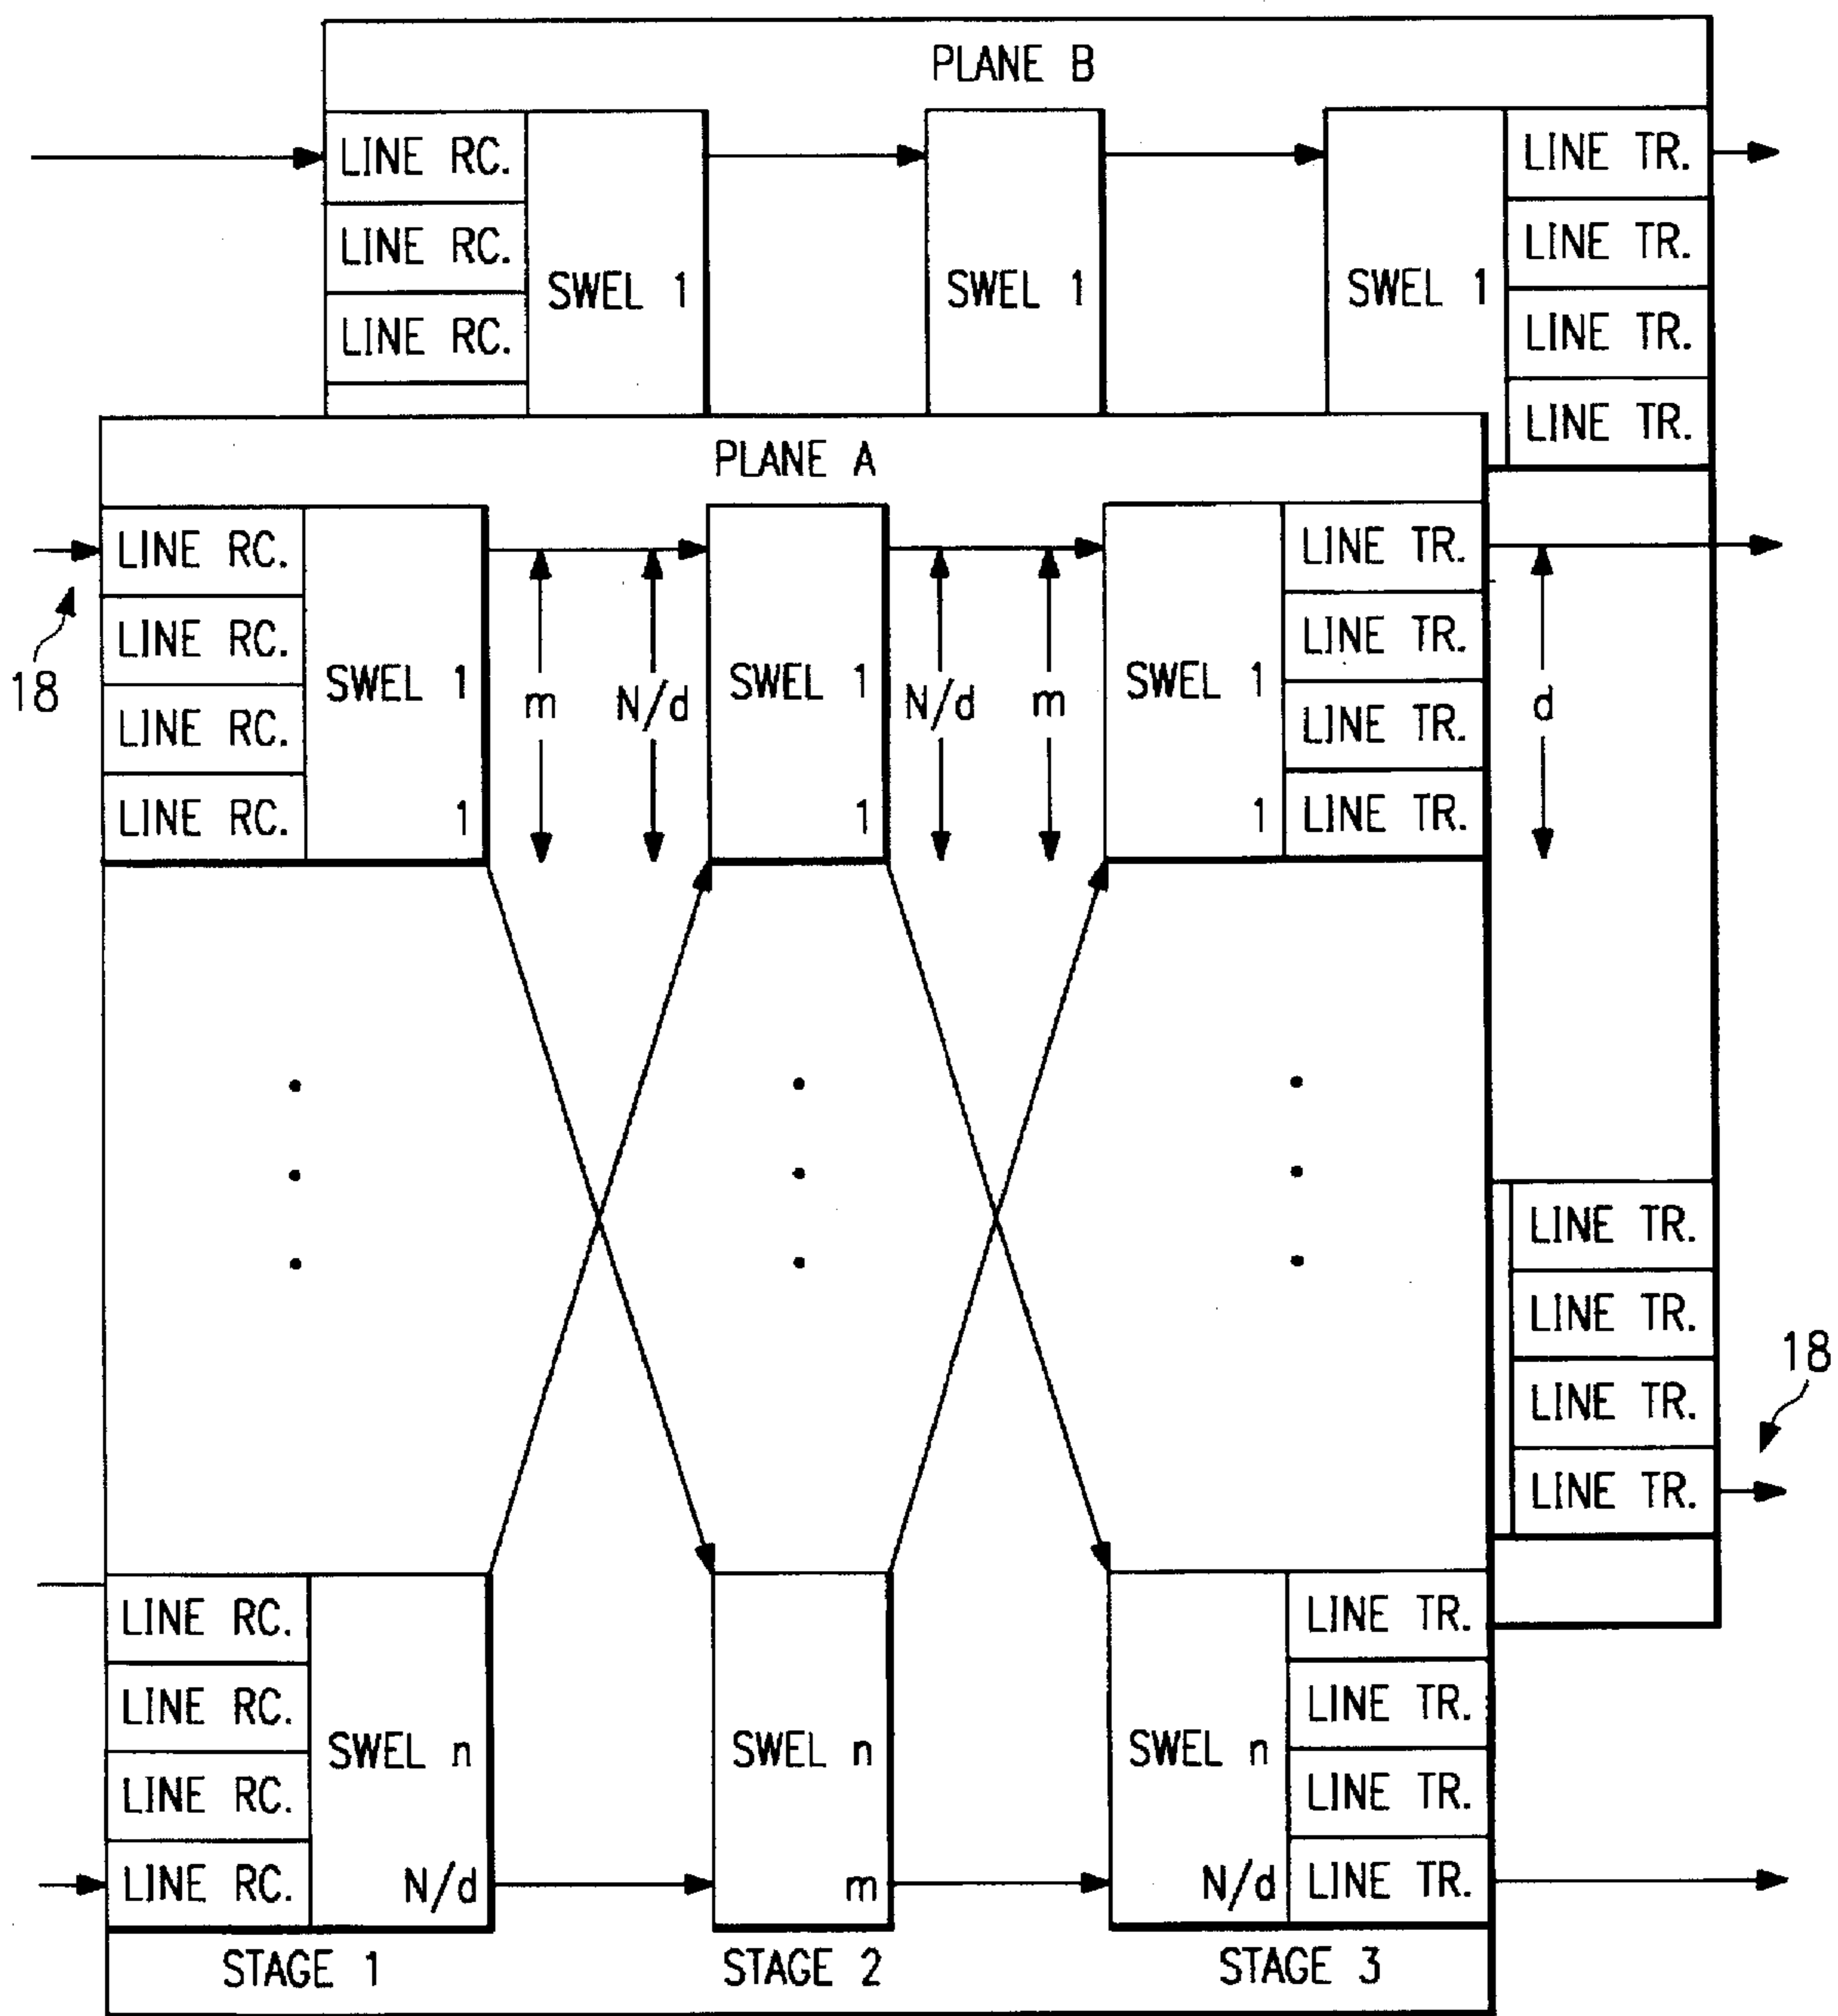 PLANE B
LINE RC.
LINE RC.
LINE RC.
SWEL 1
SWEL 1
SWEL 1
LINE TR.
LINE TR.
LINE TR.
LINE TR.
PLANE A
18
LINE RC.
LINE RC.
LINE RC.
LINE RC.
SWEL 1
1
m
N/d
SWEL 1
1
N/d
m
SWEL 1
1
LINE TR.
LINE TR.
LINE TR.
LINE TR.
d
LINE TR.
LINE TR.
LINE TR.
LINE TR.
18
LINE RC.
LINE RC.
LINE RC.
LINE RC.
SWEL n
N/d
SWEL n
m
SWEL n
N/d
LINE TR.
LINE TR.
LINE TR.
LINE TR.
STAGE 1
STAGE 2
STAGE 3